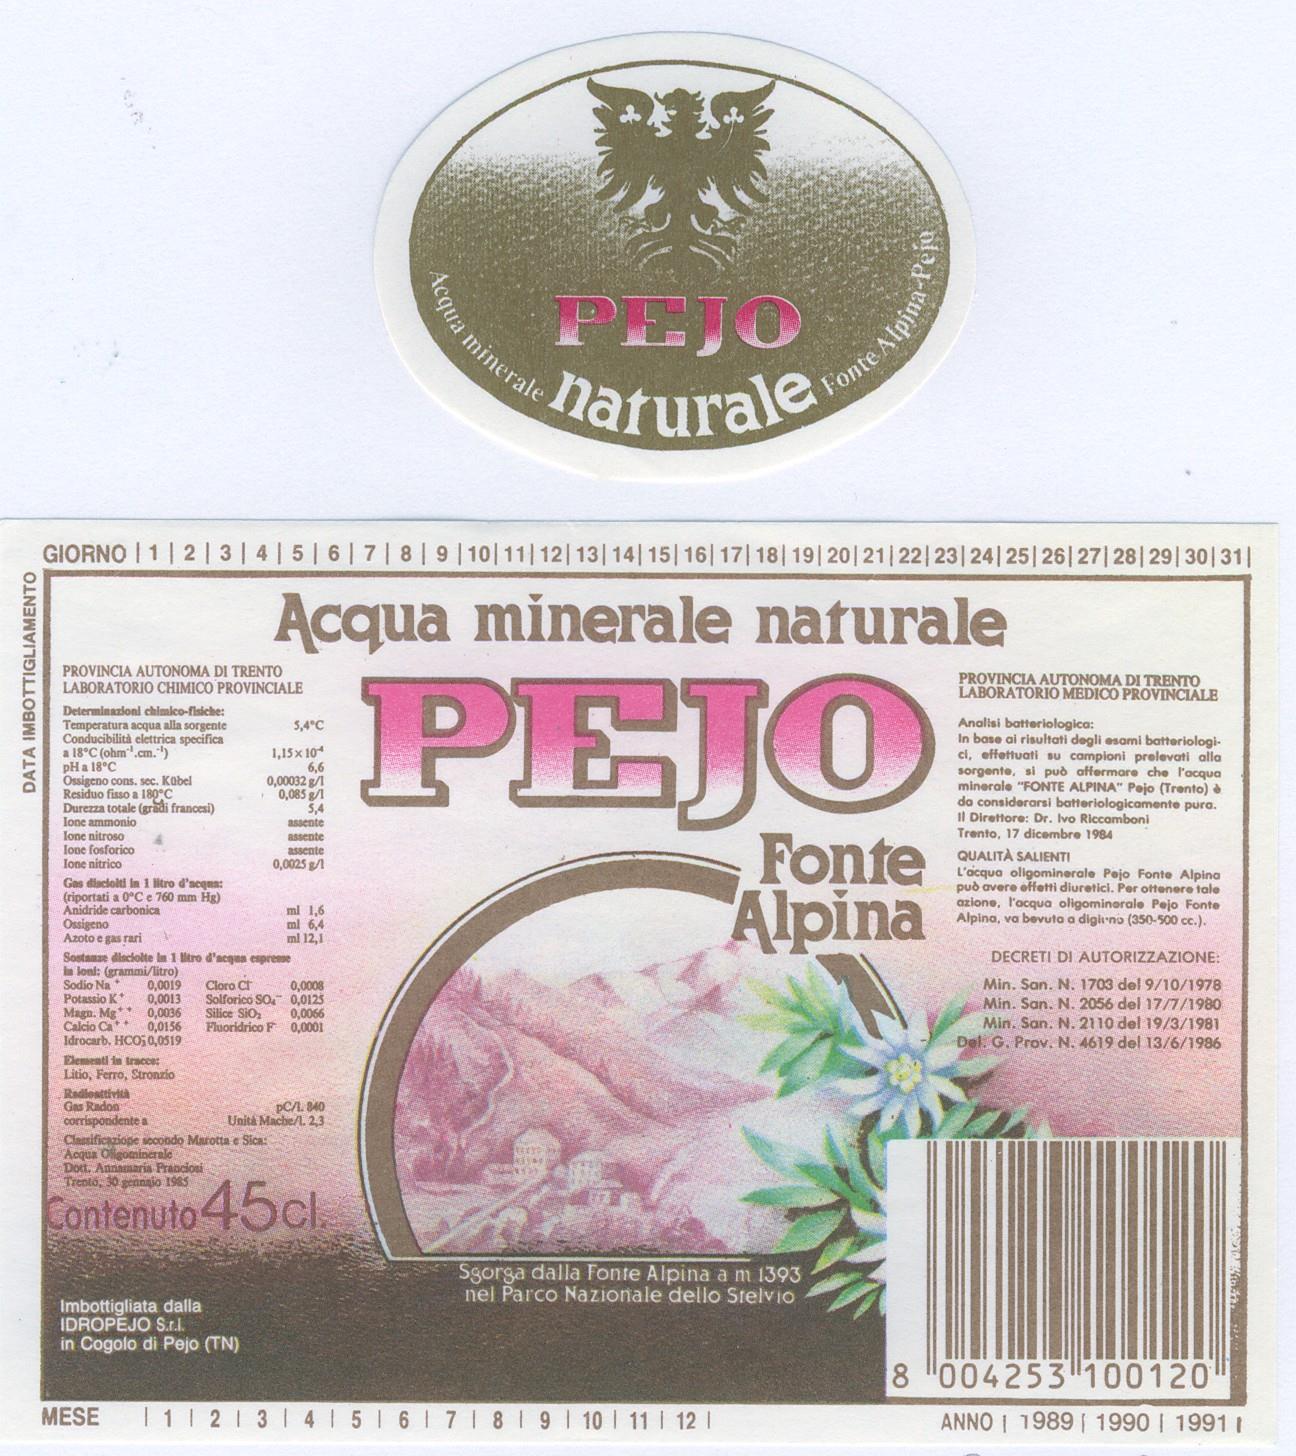 PEJO
Acqua minerale naturale Fonte Alpina-Pejo
GIORNO | 1 | 2 | 3 | 4 | 5 | 6 | 7 | 8 | 9 | 10 | 11 | 12 | 13 | 14 | 15 | 16 | 17 | 18 | 19 | 20 | 21 | 22 | 23 | 24 | 25 | 26 | 27 | 28 | 29 | 30 | 31 |
DATA IMBOTTIGLIAMENTO
Acqua minerale naturale
PEJO
Fonte
Alpina
PROVINCIA AUTONOMA DI TRENTO
LABORATORIO CHIMICO PROVINCIALE
Determinazioni chimico-fisiche:
Temperatura acqua alla sorgente 5,4°C
Conducibilità elettrica specifica
a 18°C (ohm⁻¹.cm.⁻¹) 1,15 × 10⁻⁴
pH a 18°C 6,6
Ossigeno cons. sec. Kübel 0,00032 g/l
Residuo fisso a 180°C 0,085 g/l
Durezza totale (gradi francesi) 5,4
Ione ammonio assente
Ione nitroso assente
Ione fosforico assente
Ione nitrico 0,0025 g/l
Gas disciolti in 1 litro d'acqua:
(riportati a 0°C e 760 mm Hg)
Anidride carbonica ml 1,6
Ossigeno ml 6,4
Azoto e gas rari ml 12,1
Sostanze disciolte in 1 litro d'acqua espresse
in ioni: (grammi/litro)
Sodio Na⁺ 0,0019 Cloro Cl⁻ 0,0008
Potassio K⁺ 0,0013 Solforico SO₄⁻⁻ 0,0125
Magn. Mg⁺⁺ 0,0036 Silice SiO₂ 0,0066
Calcio Ca⁺⁺ 0,0156 Fluoridrico F⁻ 0,0001
Idrocarb. HCO₃⁻ 0,0519
Elementi in tracce:
Litio, Ferro, Stronzio
Radioattività
Gas Radon pC/l. 840
corrispondente a Unità Mache/l. 2,3
Classificazione secondo Marotta e Sica:
Acqua Oligominerale
Dott. Annamaria Franciosi
Trento, 30 gennaio 1985
Contenuto 45cl.
Imbottigliata dalla
IDROPEJO S.r.l.
in Cogolo di Pejo (TN)
Sgorga dalla Fonte Alpina a m 1393
nel Parco Nazionale dello Stelvio
PROVINCIA AUTONOMA DI TRENTO
LABORATORIO MEDICO PROVINCIALE
Analisi batteriologica:
In base ai risultati degli esami batteriologi-
ci, effettuati su campioni prelevati alla
sorgente, si può affermare che l'acqua
minerale "FONTE ALPINA" Pejo (Trento) è
da considerarsi batteriologicamente pura.
Il Direttore: Dr. Ivo Riccamboni
Trento, 17 dicembre 1984
QUALITÀ SALIENTI
L'acqua oligominerale Pejo Fonte Alpina
può avere effetti diuretici. Per ottenere tale
azione, l'acqua oligominerale Pejo Fonte
Alpina, va bevuta a digiuno (350-500 cc.).
DECRETI DI AUTORIZZAZIONE:
Min. San. N. 1703 del 9/10/1978
Min. San. N. 2056 del 17/7/1980
Min. San. N. 2110 del 19/3/1981
Del. G. Prov. N. 4619 del 13/6/1986
8 004253 100120
MESE | 1 | 2 | 3 | 4 | 5 | 6 | 7 | 8 | 9 | 10 | 11 | 12 |
ANNO | 1989 | 1990 | 1991 |